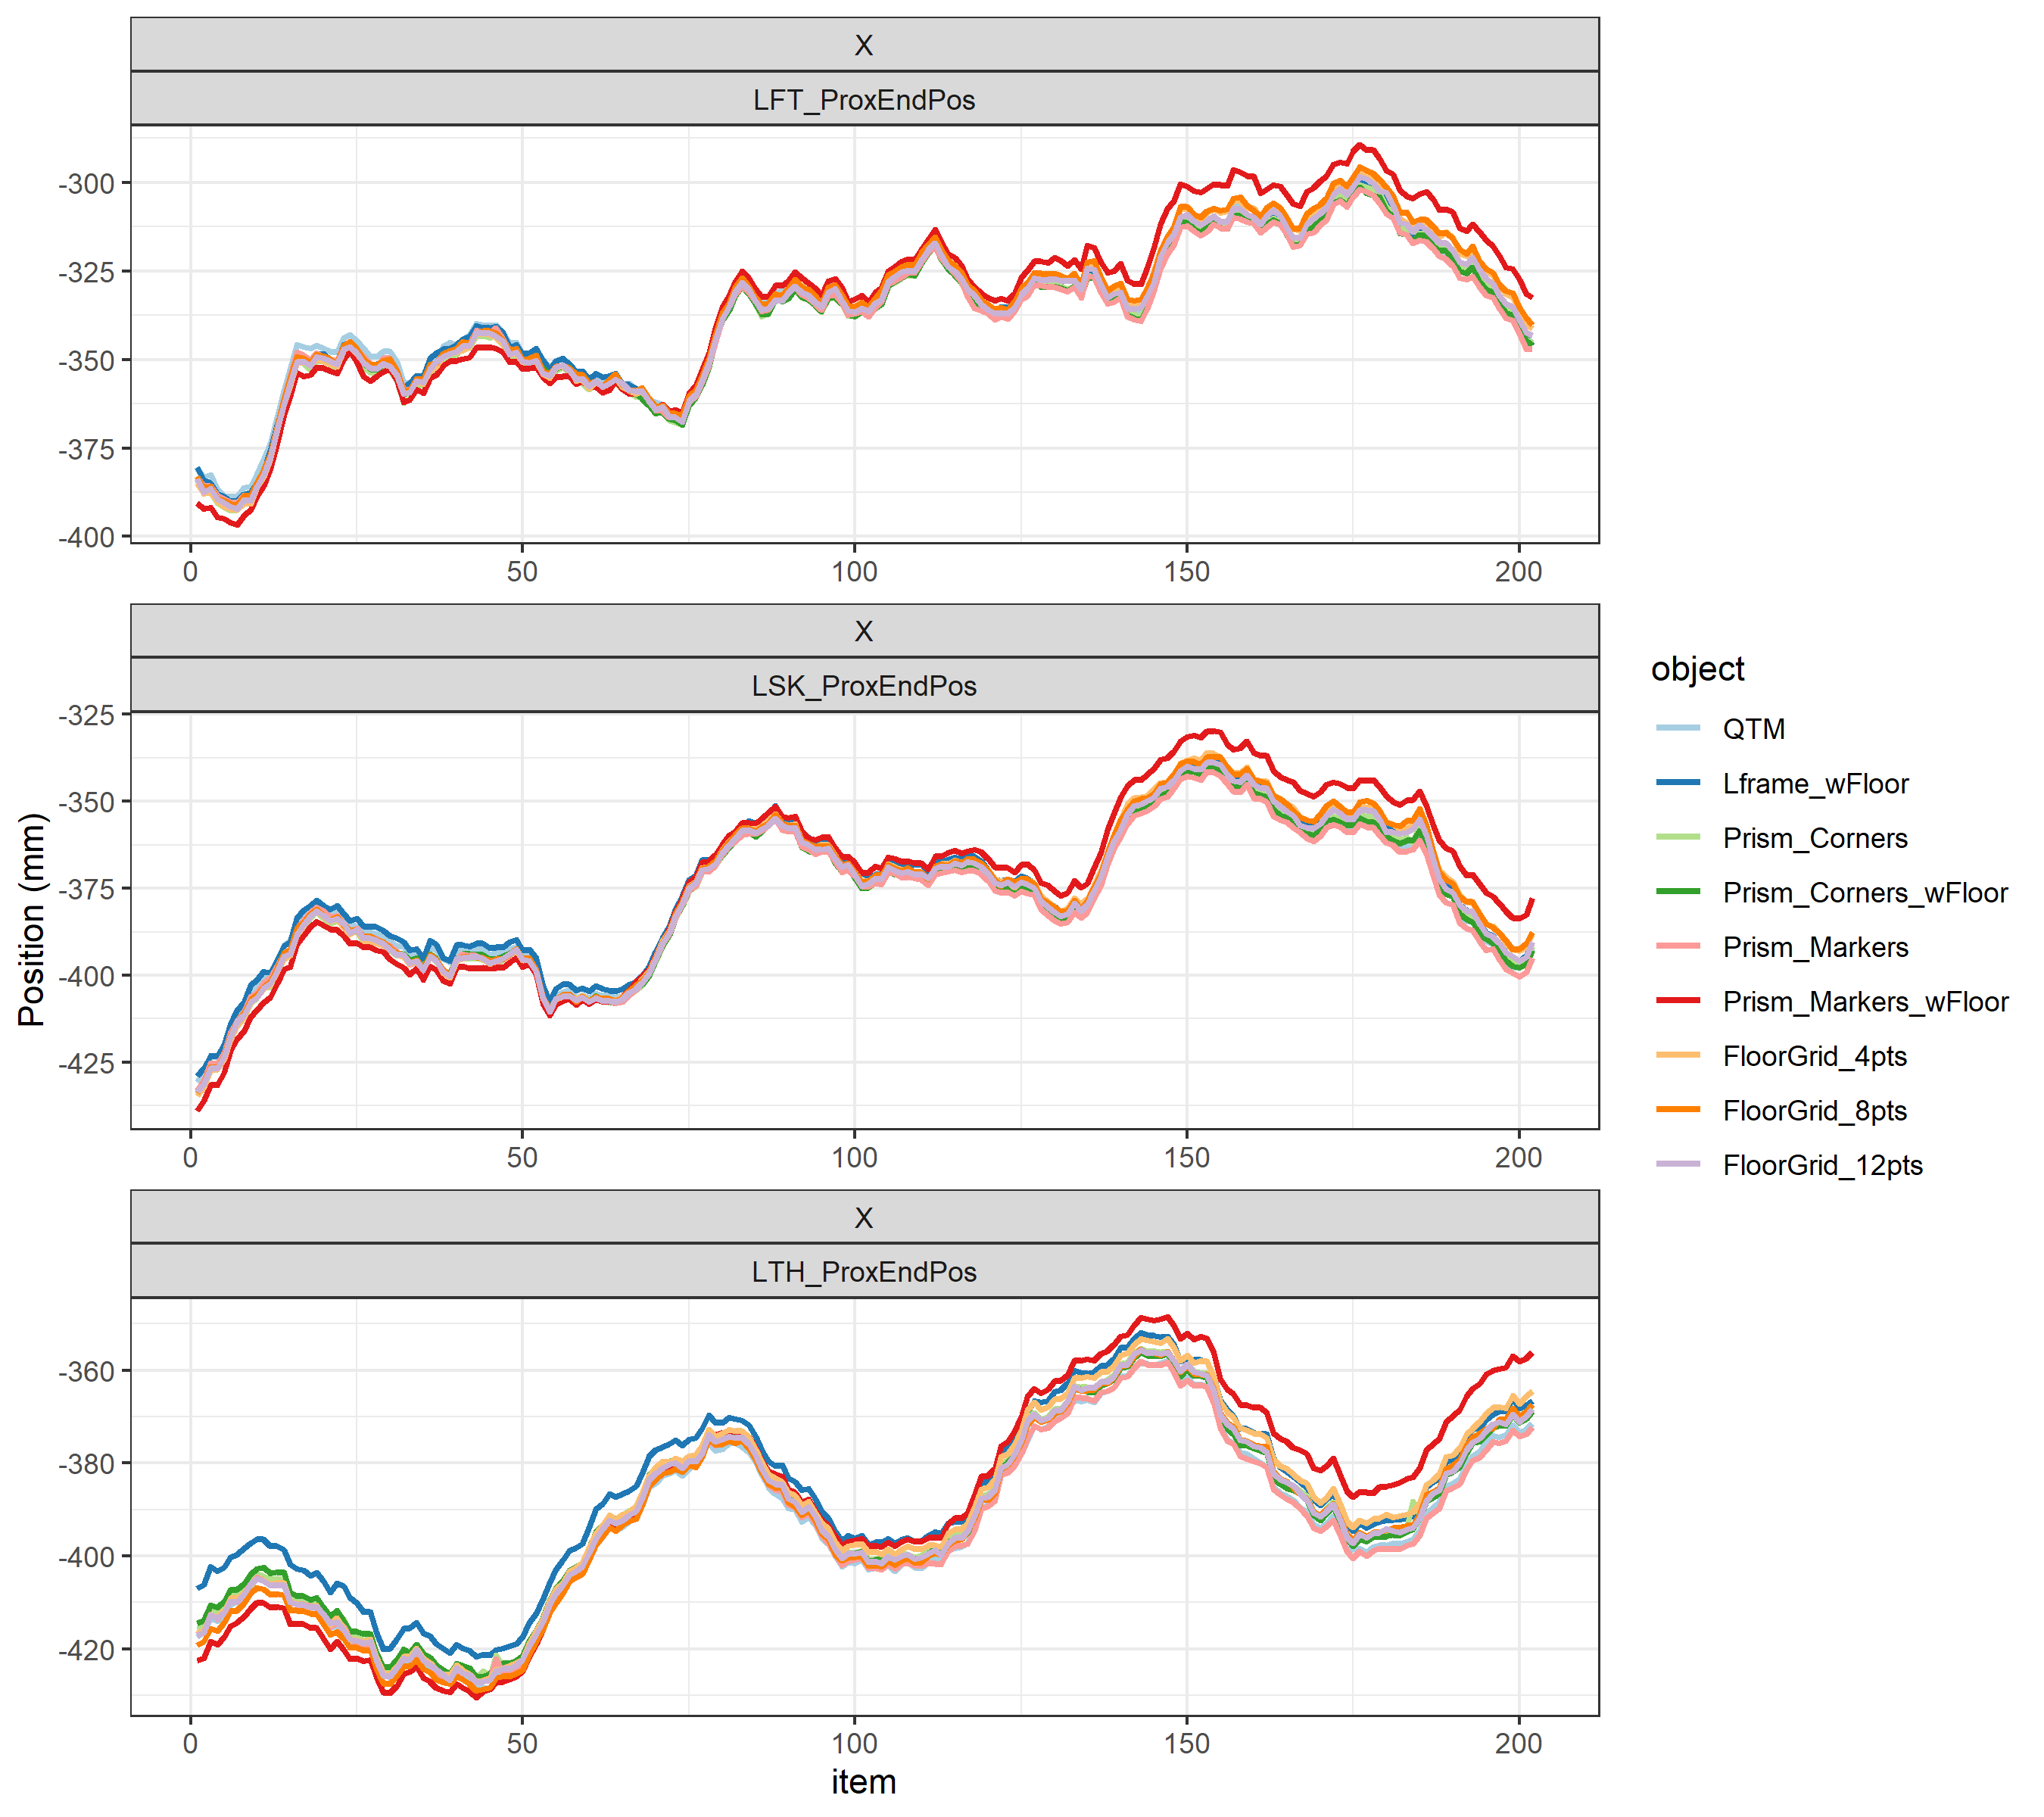 X
LFT_ProxEndPos
-300
-325
-350
-375
-400
0 50 100 150 200
X
LSK_ProxEndPos
-325
-350
-375
-400
-425
0 50 100 150 200
X
LTH_ProxEndPos
-360
-380
-400
-420
0 50 100 150 200
item
Position (mm)
object
QTM
Lframe_wFloor
Prism_Corners
Prism_Corners_wFloor
Prism_Markers
Prism_Markers_wFloor
FloorGrid_4pts
FloorGrid_8pts
FloorGrid_12pts